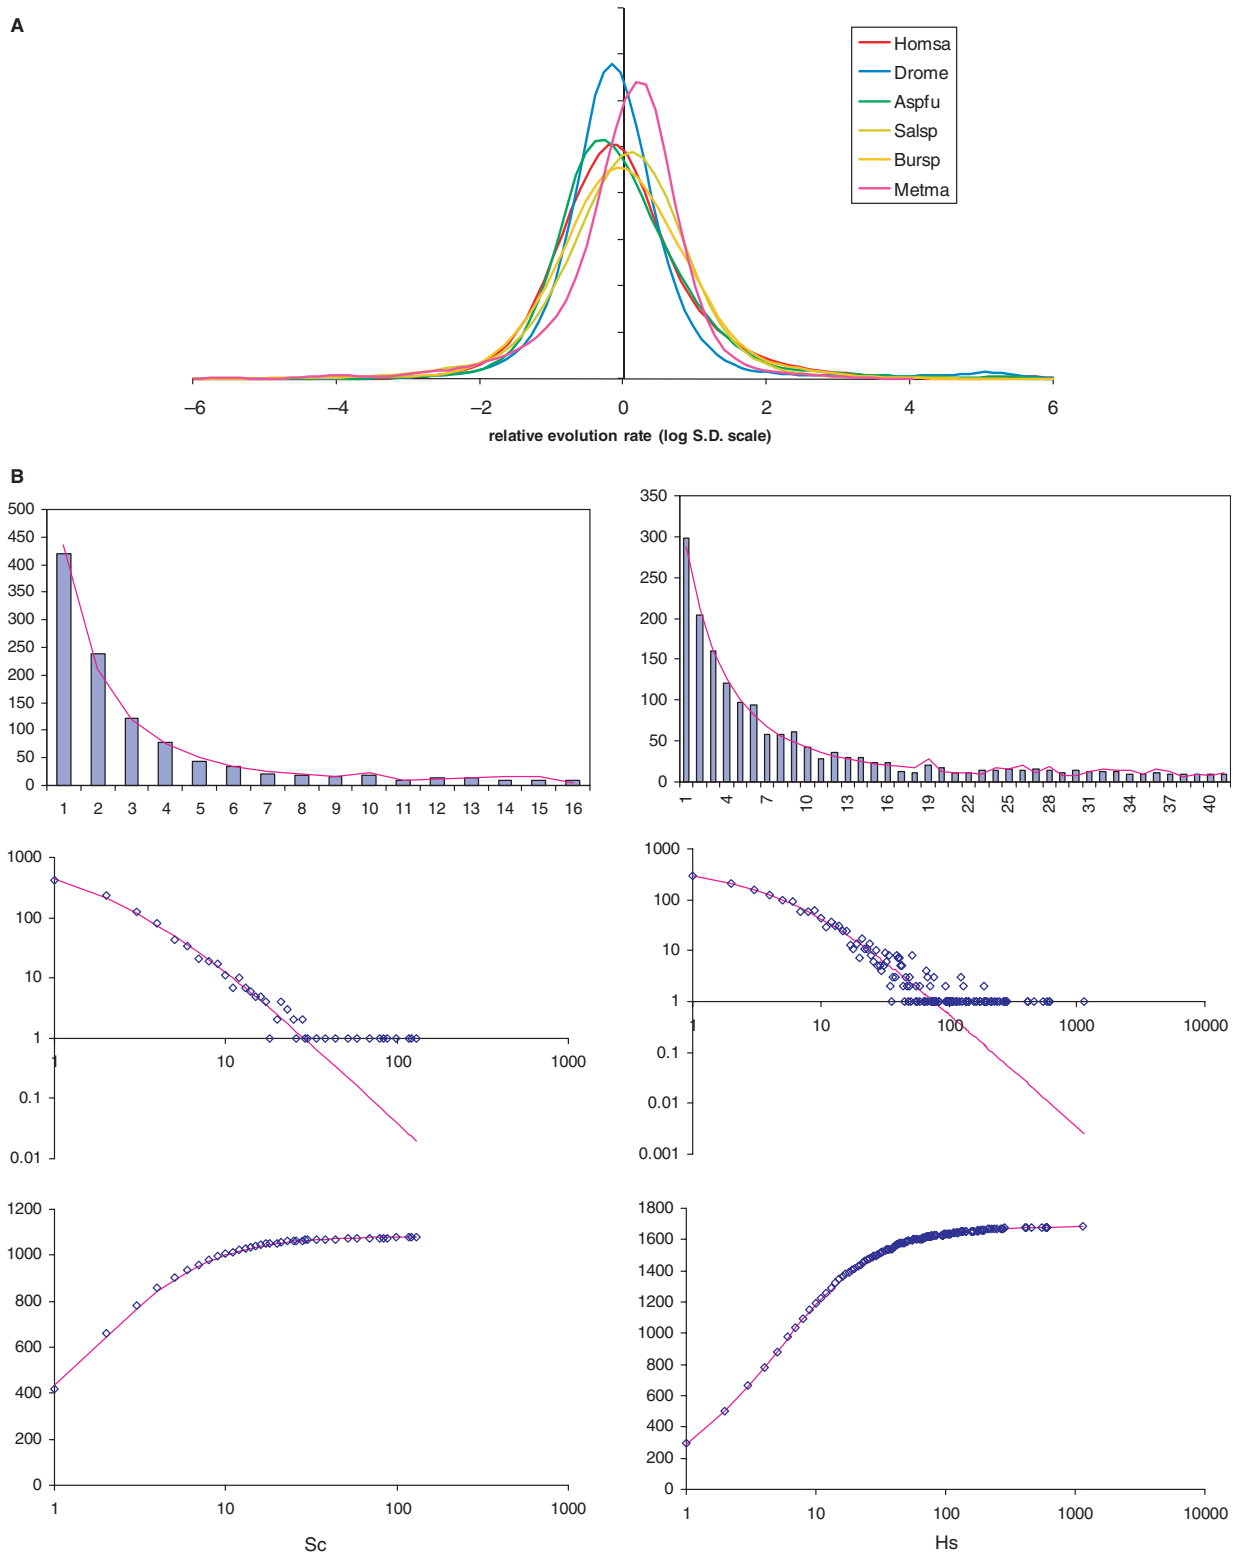 A
Homsa
Drome
Aspfu
Salsp
Bursp
Metma
–6 –4 –2 0 2 4 6
relative evolution rate (log S.D. scale)
B
500
450
400
350
300
250
200
150
100
50
0
1 2 3 4 5 6 7 8 9 10 11 12 13 14 15 16
350
300
250
200
150
100
50
0
1 4 7 10 13 16 19 22 25 28 31 34 37 40
1000
100
10
1
0.1
0.01
1 10 100 1000
1000
100
10
1
0.1
0.01
0.001
1 10 100 1000 10000
1200
1000
800
600
400
200
0
1 10 100 1000
Sc
1800
1600
1400
1200
1000
800
600
400
200
0
1 10 100 1000 10000
Hs